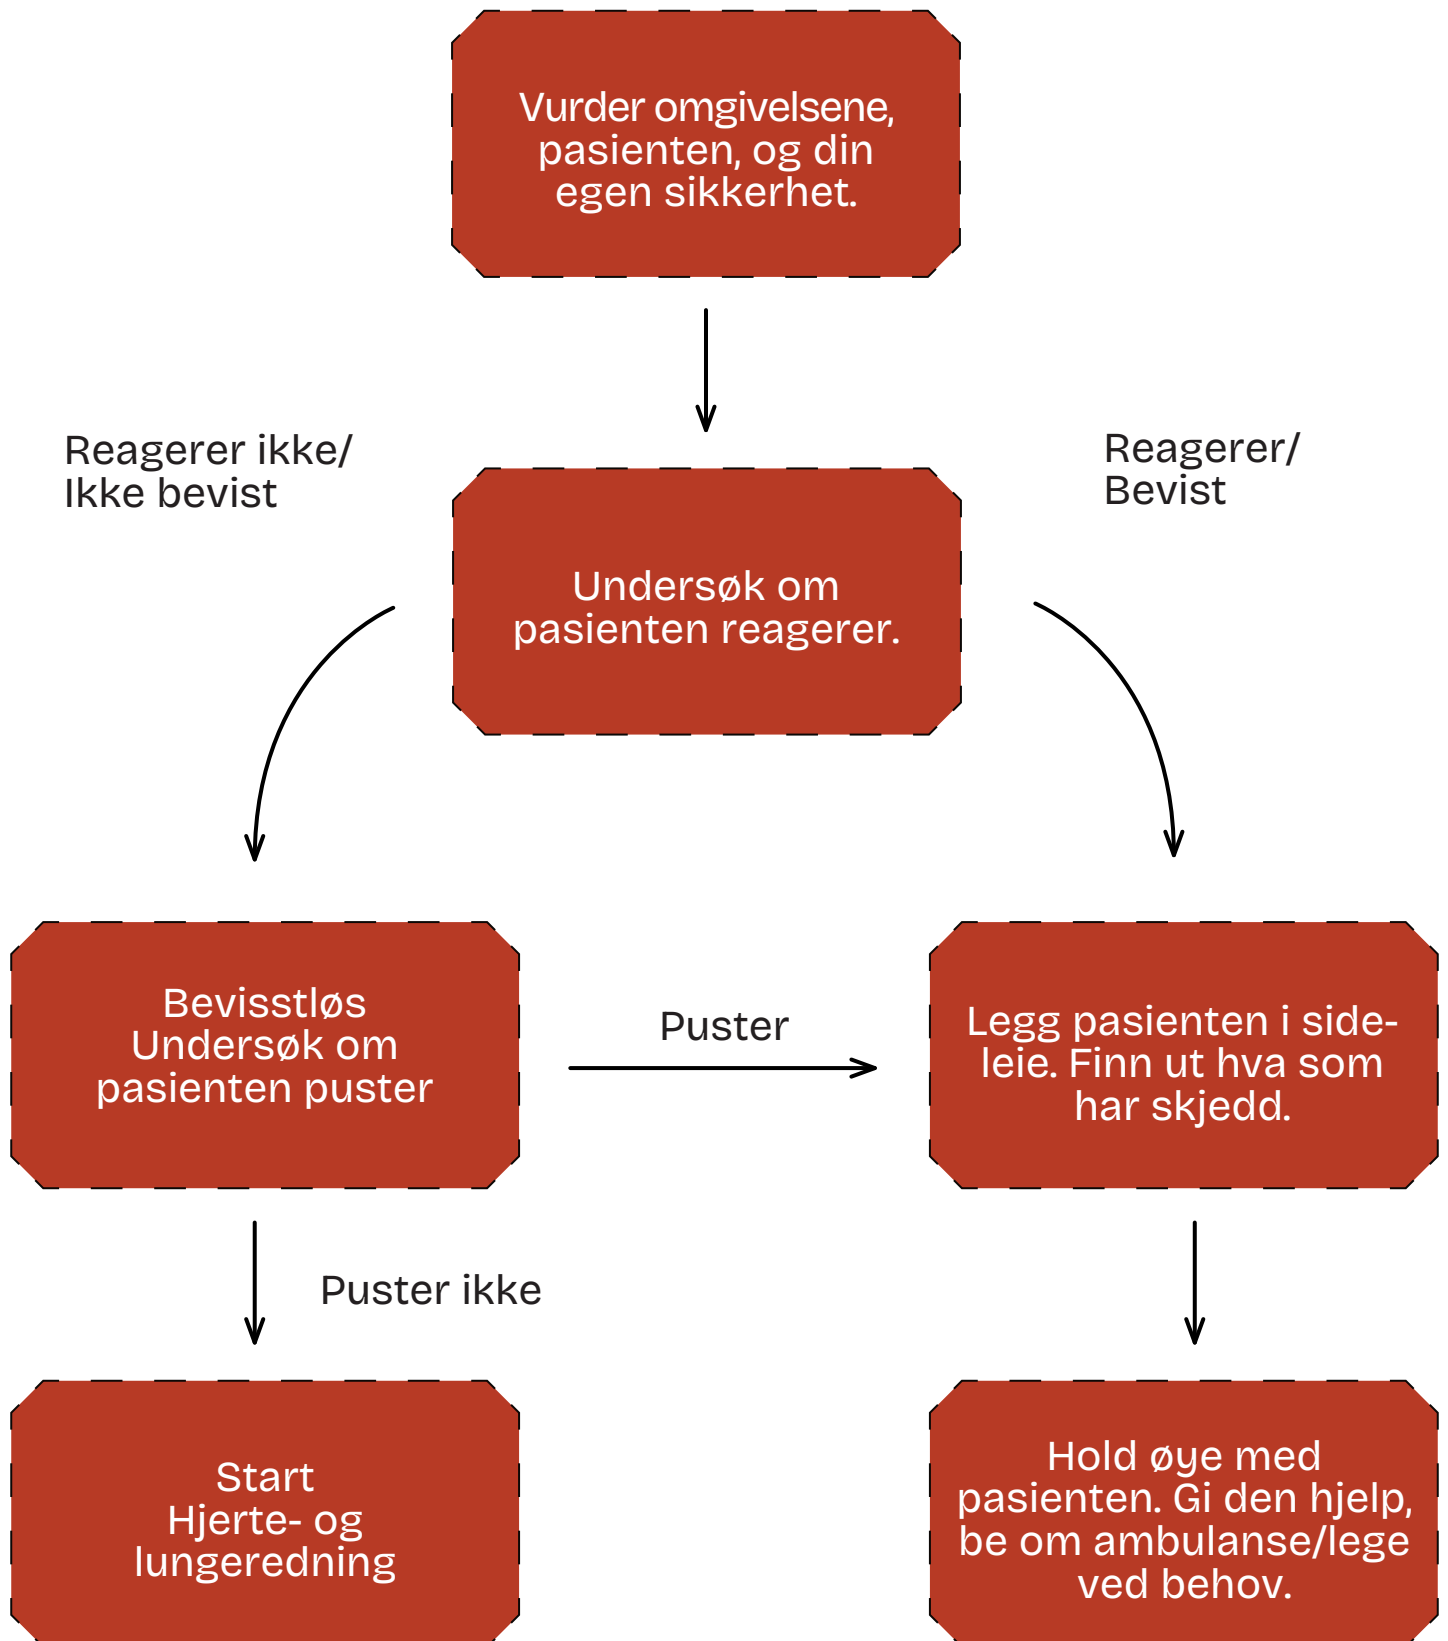 Vurder omgivelsene,
pasienten, og din
egen sikkerhet.
Reagerer ikke/
Ikke bevist
Reagerer/
Bevist
Undersøk om
pasienten reagerer.
Bevisstløs
Undersøk om
pasienten puster
Puster
Legg pasienten i side-
leie. Finn ut hva som
har skjedd.
Puster ikke
Start
Hjerte- og
lungeredning
Hold øye med
pasienten. Gi den hjelp,
be om ambulanse/lege
ved behov.